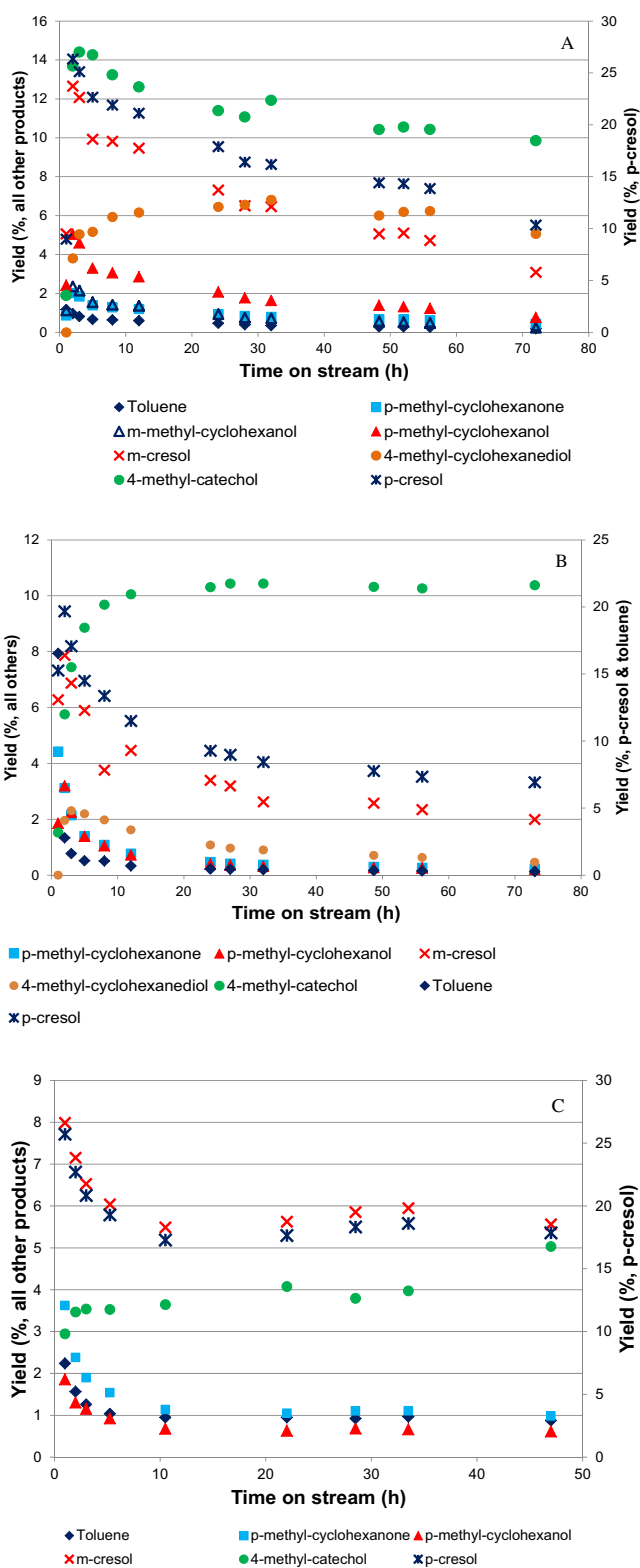 A
Yield (%, all other products)
16
14
12
10
8
6
4
2
0
30
25
20
15
10
5
0
Yield (%, p-cresol)
0 10 20 30 40 50 60 70 80
Time on stream (h)
Toluene p-methyl-cyclohexanone
m-methyl-cyclohexanol p-methyl-cyclohexanol
m-cresol 4-methyl-cyclohexanediol
4-methyl-catechol p-cresol
B
Yield (%, all others)
12
10
8
6
4
2
0
25
20
15
10
5
0
Yield (%, p-cresol & toluene)
0 10 20 30 40 50 60 70 80
Time on stream (h)
p-methyl-cyclohexanone p-methyl-cyclohexanol m-cresol
4-methyl-cyclohexanediol 4-methyl-catechol Toluene
p-cresol
C
Yield (%, all other products)
9
8
7
6
5
4
3
2
1
0
30
25
20
15
10
5
0
Yield (%, p-cresol)
0 10 20 30 40 50
Time on stream (h)
Toluene p-methyl-cyclohexanone p-methyl-cyclohexanol
m-cresol 4-methyl-catechol p-cresol